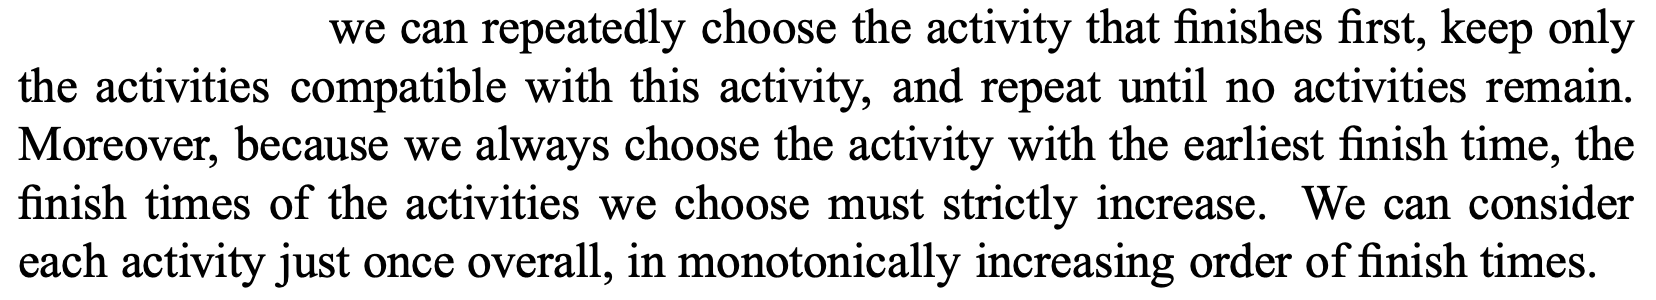 we can repeatedly choose the activity that finishes first, keep only
the activities compatible with this activity, and repeat until no activities remain.
Moreover, because we always choose the activity with the earliest finish time, the
finish times of the activities we choose must strictly increase. We can consider
each activity just once overall, in monotonically increasing order of finish times.